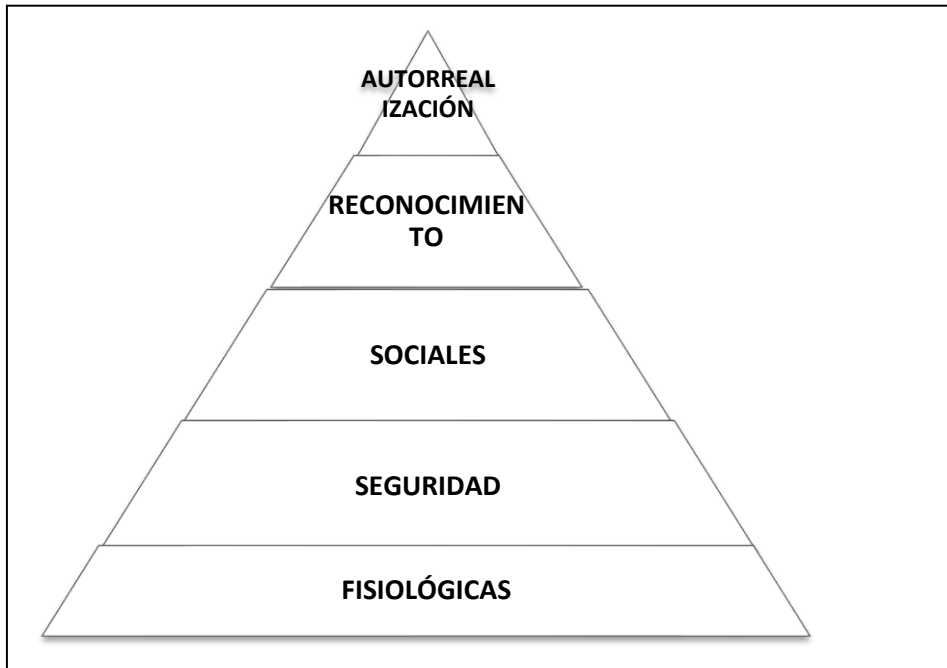 AUTORREAL
IZACIÓN
RECONOCIMIEN
TO
SOCIALES
SEGURIDAD
FISIOLÓGICAS